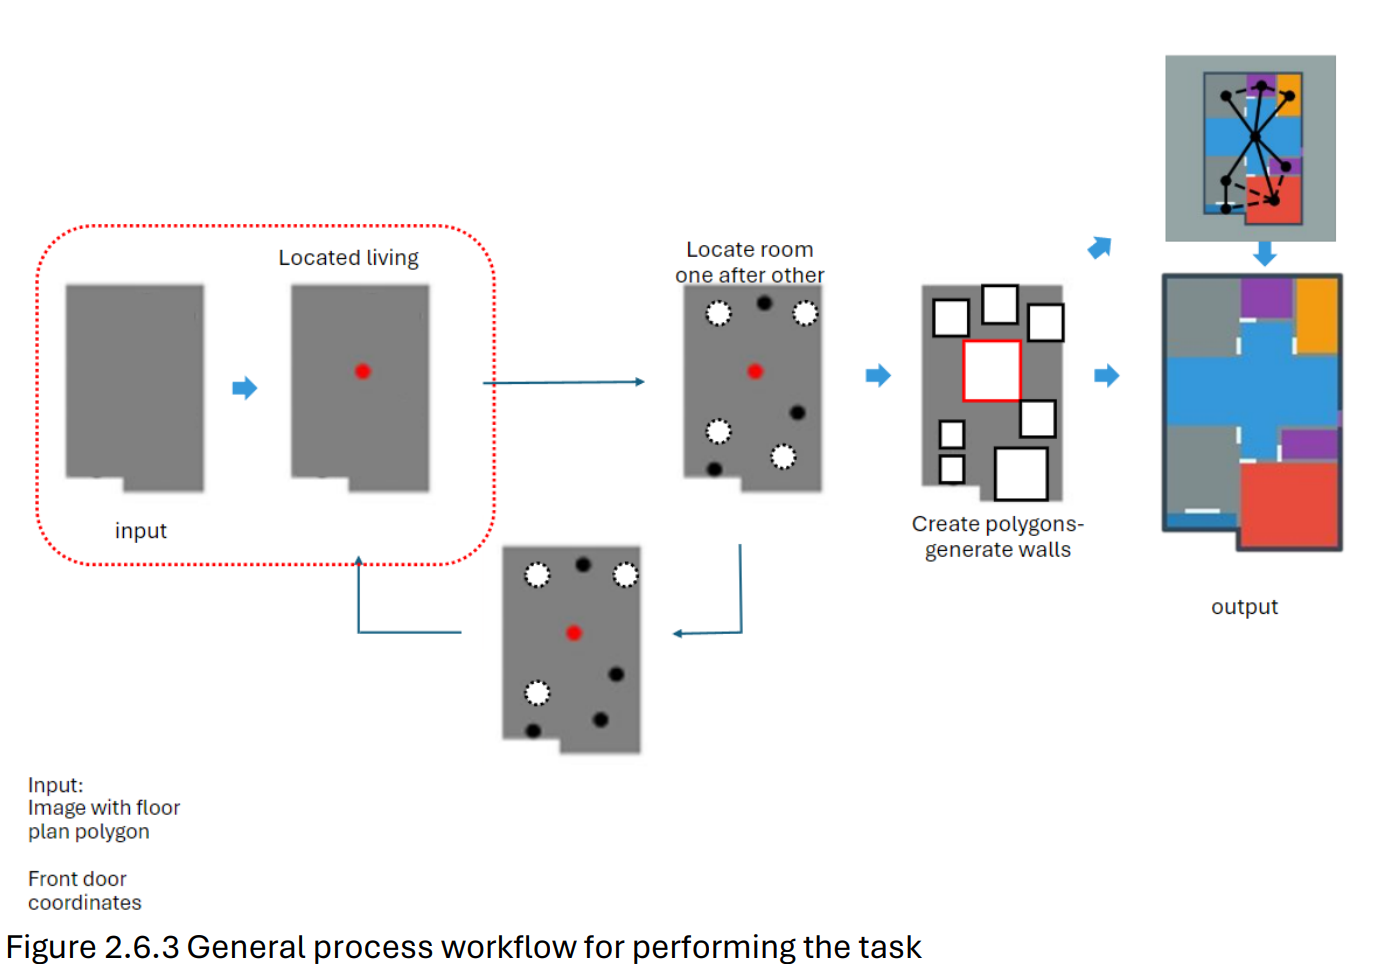 Located living
input
Locate room
one after other
Create polygons-
generate walls
output
Input:
Image with floor
plan polygon
Front door
coordinates
Figure 2.6.3 General process workflow for performing the task